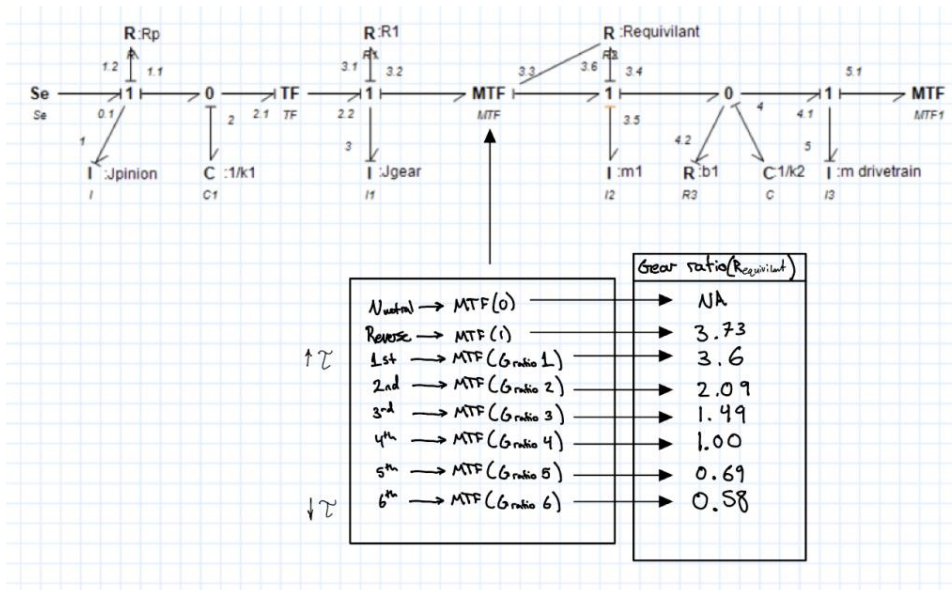 R :Rp
R
R :R1
R1
R :Requivilant
R2
1.2
1.1
3.1
3.2
3.3
3.6
3.4
5.1
Se
1
0
TF
1
MTF
1
0
1
MTF
Se
0.1
2
2.1
TF
2.2
MTF
3.5
4
4.1
MTF1
1
3
4.2
5
I :Jpinion
C :1/k1
I :Jgear
I :m1
R :b1
C:1/k2
I :m drivetrain
I
C1
I1
I2
R3
C
I3
Gear ratio(Requivilant)
Nuetral → MTF(0) → NA
Reverse → MTF(1) → 3.73
↑τ
1st → MTF(Gratio 1) → 3.6
2nd → MTF(Gratio 2) → 2.09
3rd → MTF(Gratio 3) → 1.49
4th → MTF(Gratio 4) → 1.00
5th → MTF(Gratio 5) → 0.69
↓τ
6th → MTF(Gratio 6) → 0.58